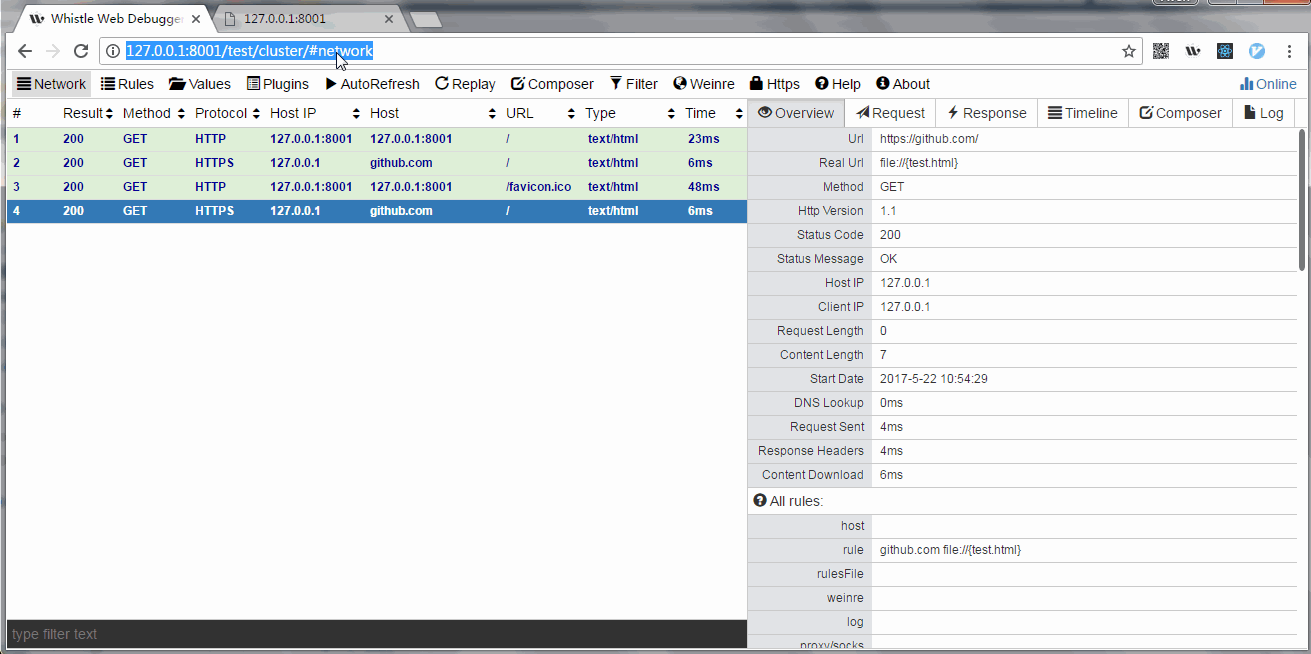 Whistle Web Debugger
127.0.0.1:8001
127.0.0.1:8001/test/cluster/#network
Network Rules Values Plugins AutoRefresh Replay Composer Filter Weinre Https Help About Online
# Result Method Protocol Host IP Host URL Type Time
1 200 GET HTTP 127.0.0.1:8001 127.0.0.1:8001 / text/html 23ms
2 200 GET HTTPS 127.0.0.1 github.com / text/html 6ms
3 200 GET HTTP 127.0.0.1:8001 127.0.0.1:8001 /favicon.ico text/html 48ms
4 200 GET HTTPS 127.0.0.1 github.com / text/html 6ms
type filter text
Overview Request Response Timeline Composer Log
Url https://github.com/
Real Url file://{test.html}
Method GET
Http Version 1.1
Status Code 200
Status Message OK
Host IP 127.0.0.1
Client IP 127.0.0.1
Request Length 0
Content Length 7
Start Date 2017-5-22 10:54:29
DNS Lookup 0ms
Request Sent 4ms
Response Headers 4ms
Content Download 6ms
All rules:
host
rule github.com file://{test.html}
rulesFile
weinre
log
proxy/socks